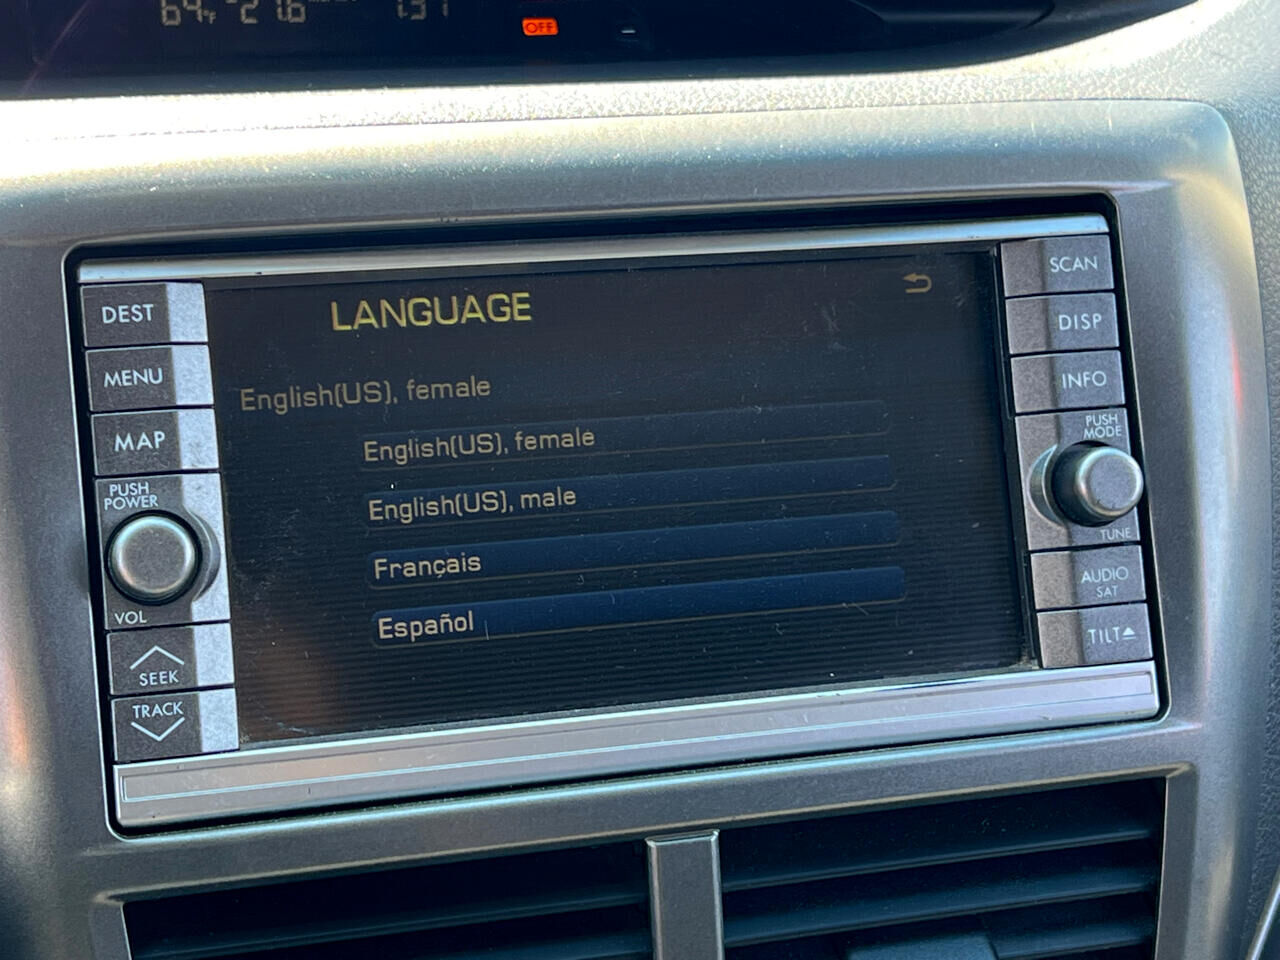 64°F
OFF
LANGUAGE
English(US), female
English(US), female
English(US), male
Français
Español
DEST
MENU
MAP
PUSH
POWER
VOL
SEEK
TRACK
SCAN
DISP
INFO
PUSH
MODE
TUNE
AUDIO
SAT
TILT